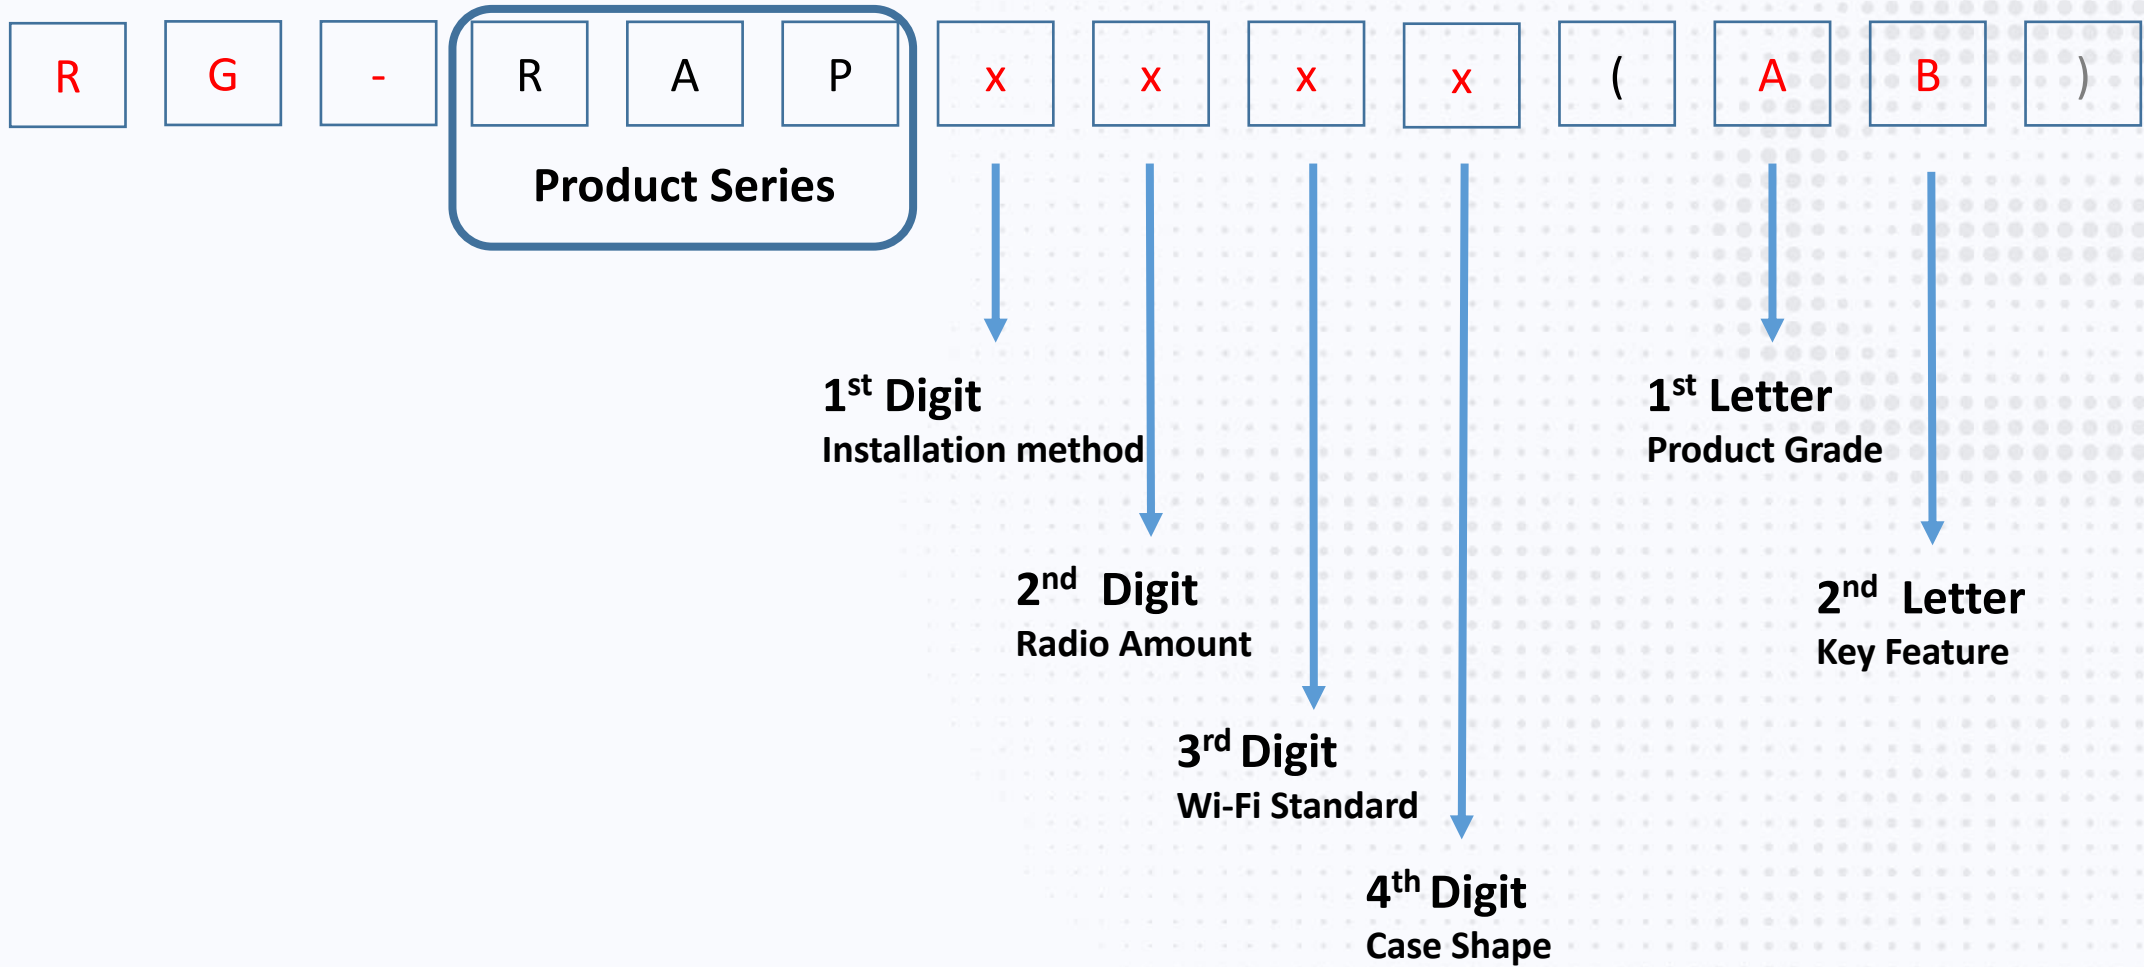 R G - R A P x x x x ( A B )
Product Series
1st Digit
Installation method
2nd Digit
Radio Amount
3rd Digit
Wi-Fi Standard
4th Digit
Case Shape
1st Letter
Product Grade
2nd Letter
Key Feature